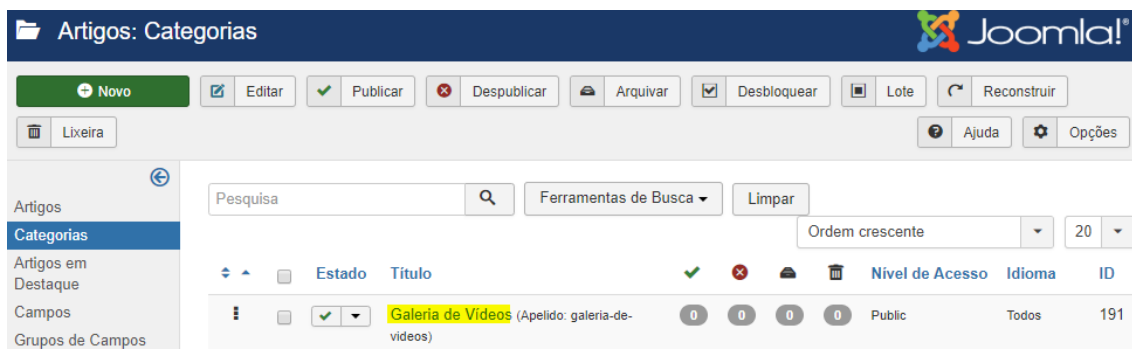 Artigos: Categorias
Joomla!®
Novo
Editar
Publicar
Despublicar
Arquivar
Desbloquear
Lote
Reconstruir
Lixeira
Ajuda
Opções
Artigos
Categorias
Artigos em
Destaque
Campos
Grupos de Campos
Pesquisa
Ferramentas de Busca
Limpar
Ordem crescente
20
Estado Título Nível de Acesso Idioma ID
Galeria de Vídeos (Apelido: galeria-de-
videos) 0 0 0 0 Public Todos 191